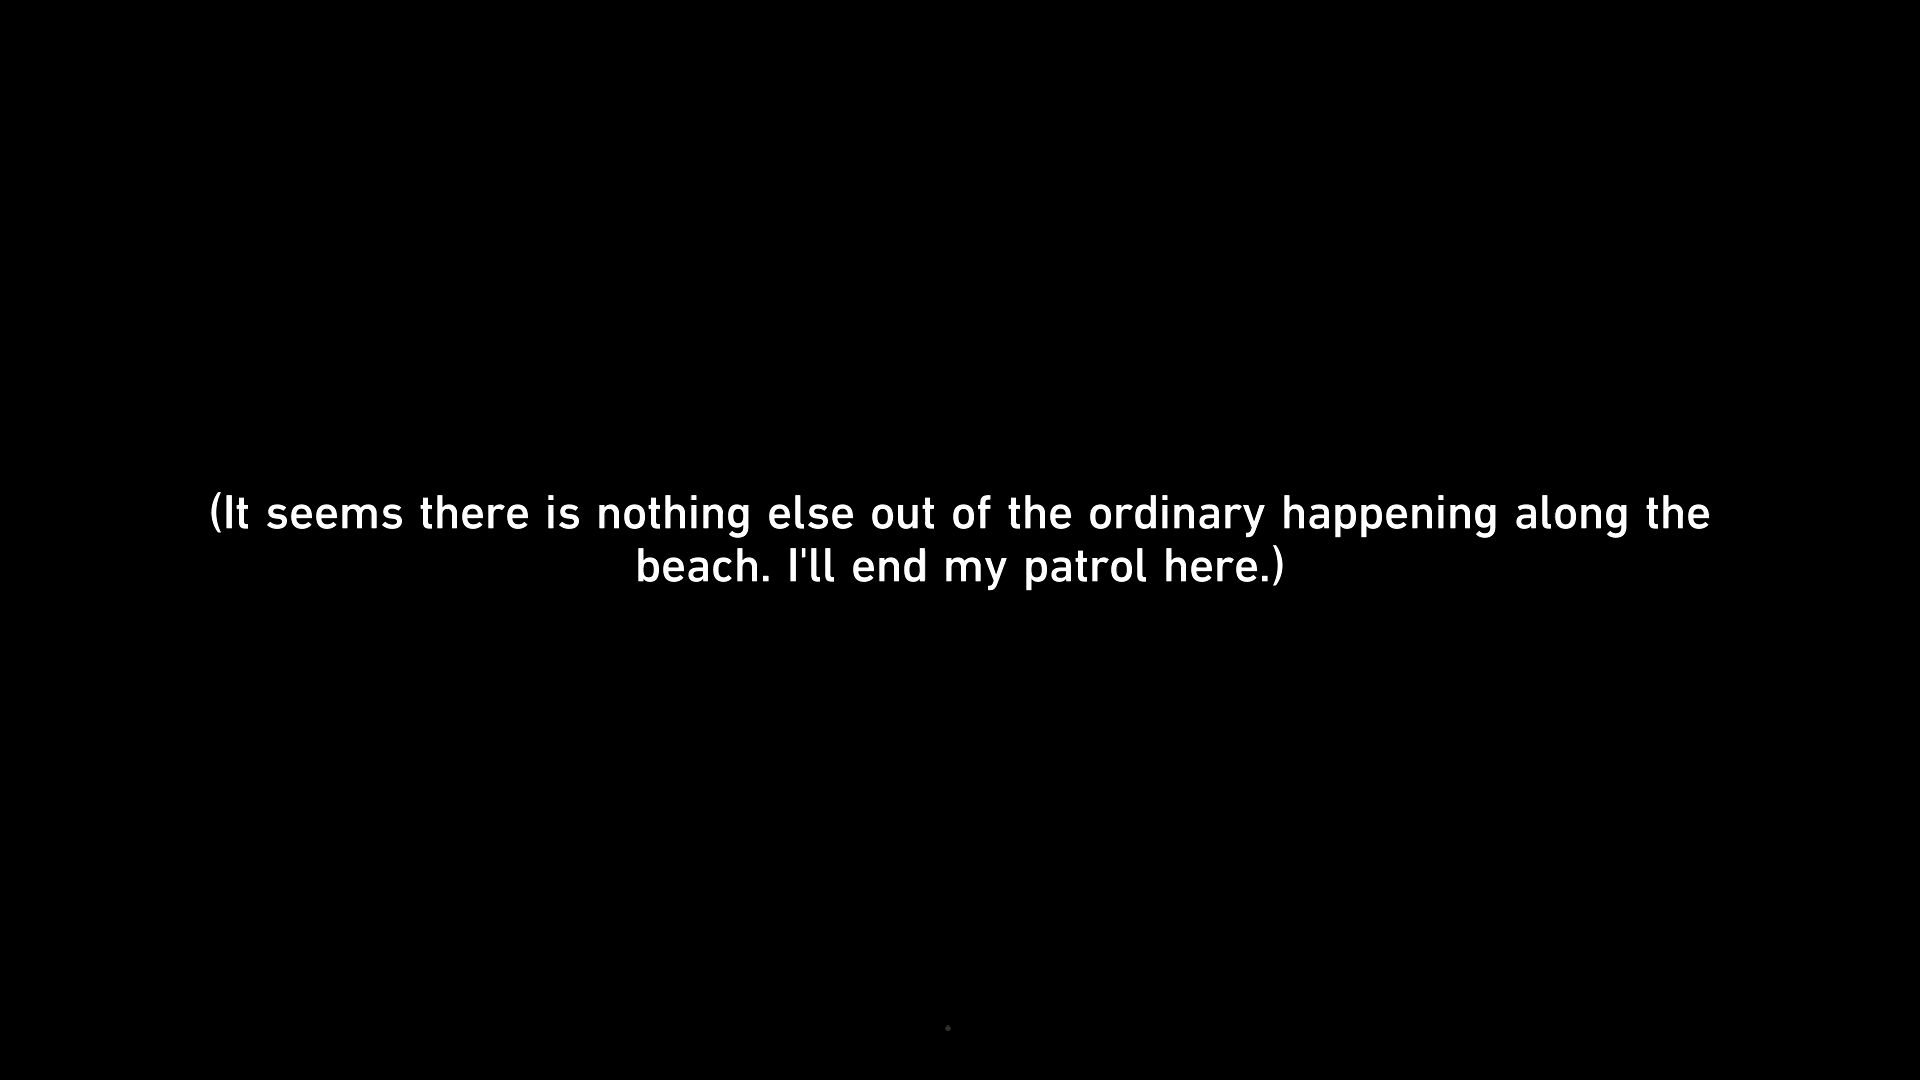 (It seems there is nothing else out of the ordinary happening along the
beach. I'll end my patrol here.)